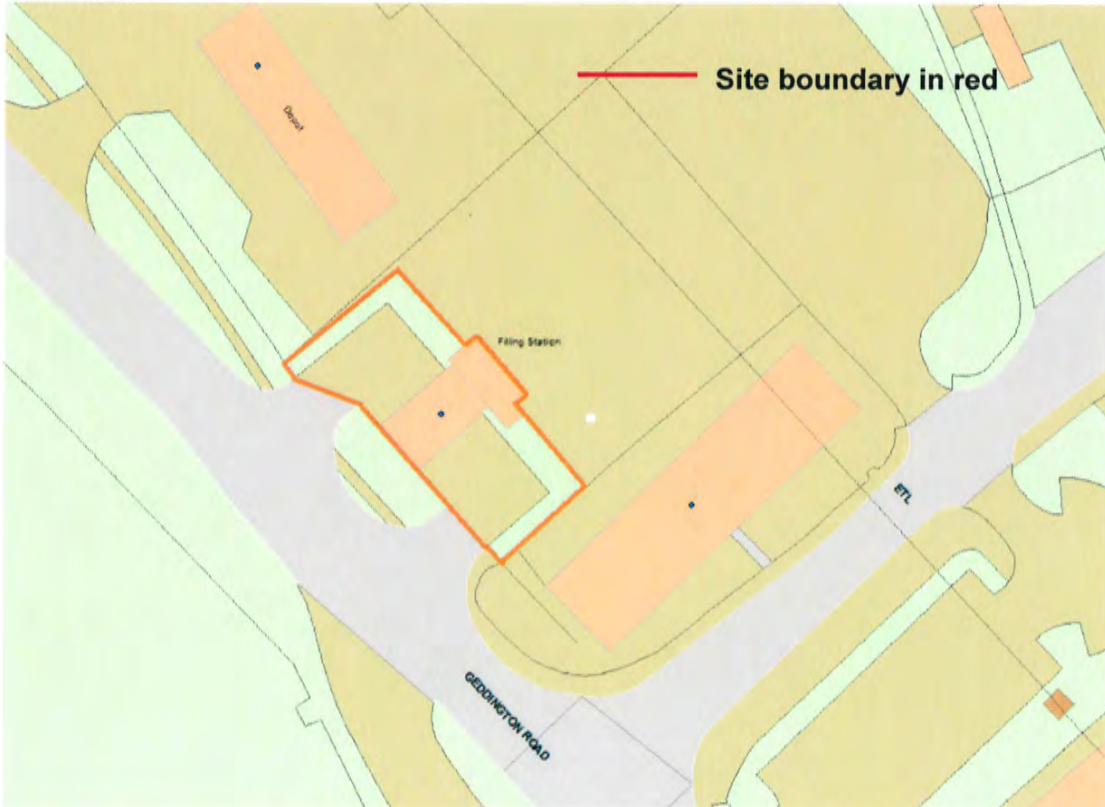 Site boundary in red
Depot
Filling Station
ETL
GEDDINGTON ROAD